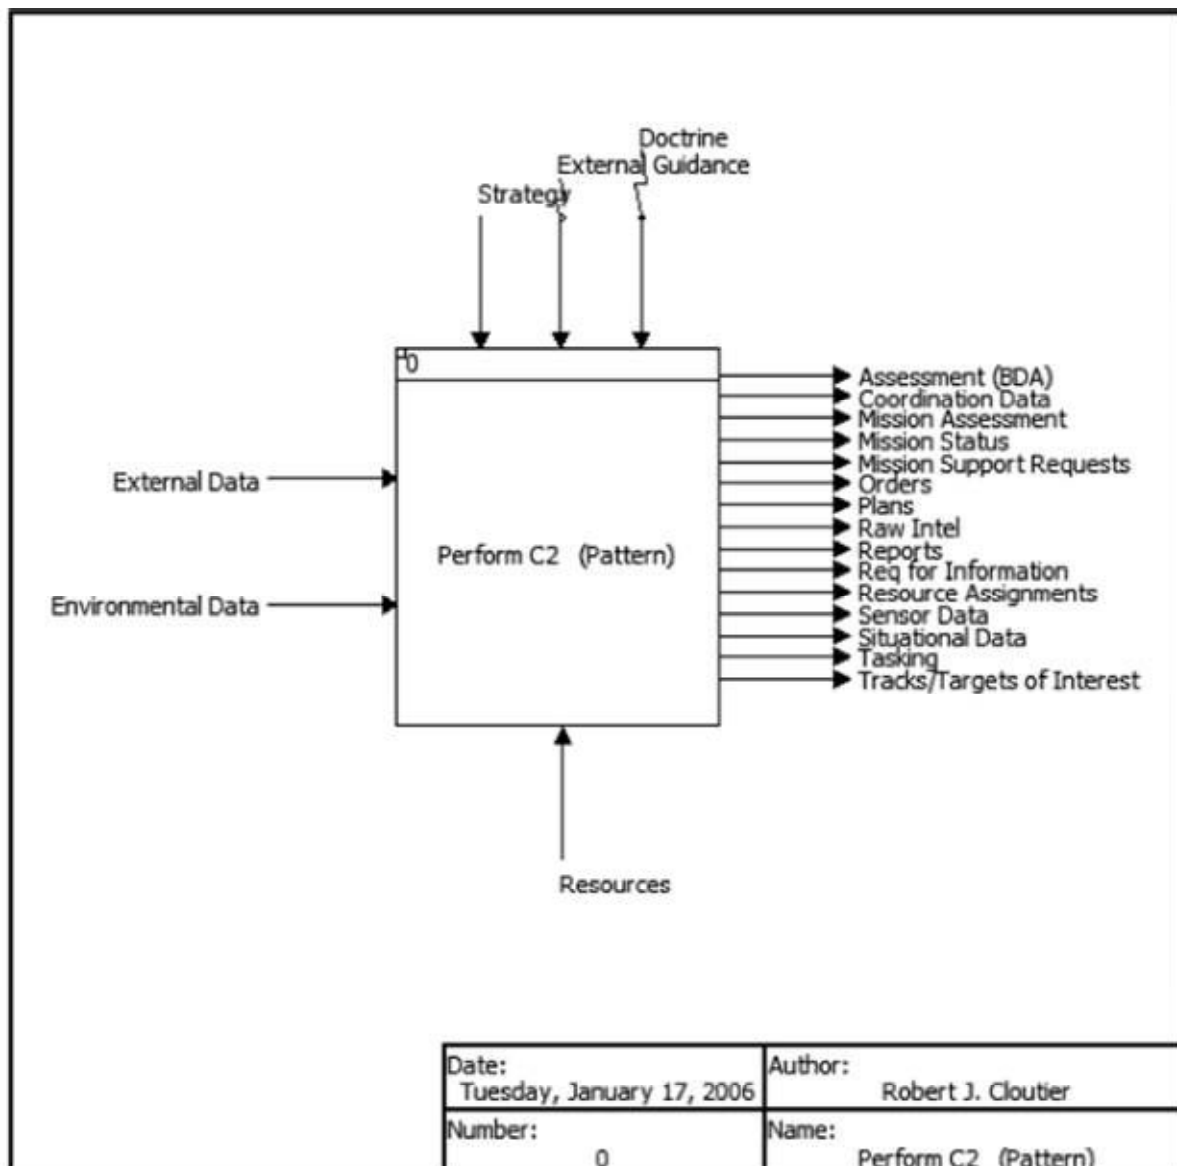 Doctrine
External Guidance
Strategy
0
Assessment (BDA)
Coordination Data
Mission Assessment
Mission Status
Mission Support Requests
Orders
Plans
Raw Intel
Reports
Req for Information
Resource Assignments
Sensor Data
Situational Data
Tasking
Tracks/Targets of Interest
External Data
Perform C2 (Pattern)
Environmental Data
Resources
Date:
Tuesday, January 17, 2006
Author:
Robert J. Cloutier
Number:
0
Name:
Perform C2 (Pattern)